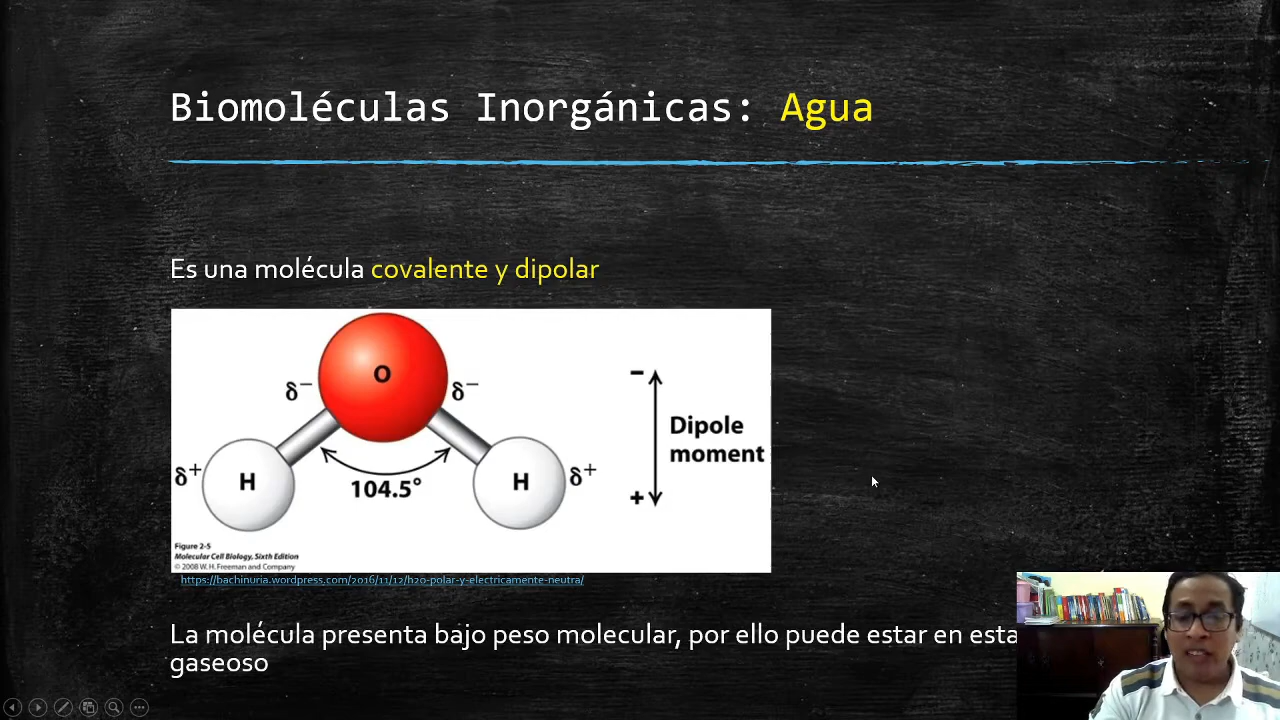 Biomoléculas Inorgánicas: Agua
Es una molécula covalente y dipolar
O
δ− δ−
− 
Dipole
moment
δ+ H H δ+
104.5°
+
Figure 2-5
Molecular Cell Biology, Sixth Edition
© 2008 W. H. Freeman and Company
https://bachinuria.wordpress.com/2016/11/12/h2o-polar-y-electricamente-neutra/
La molécula presenta bajo peso molecular, por ello puede estar en esta
gaseoso